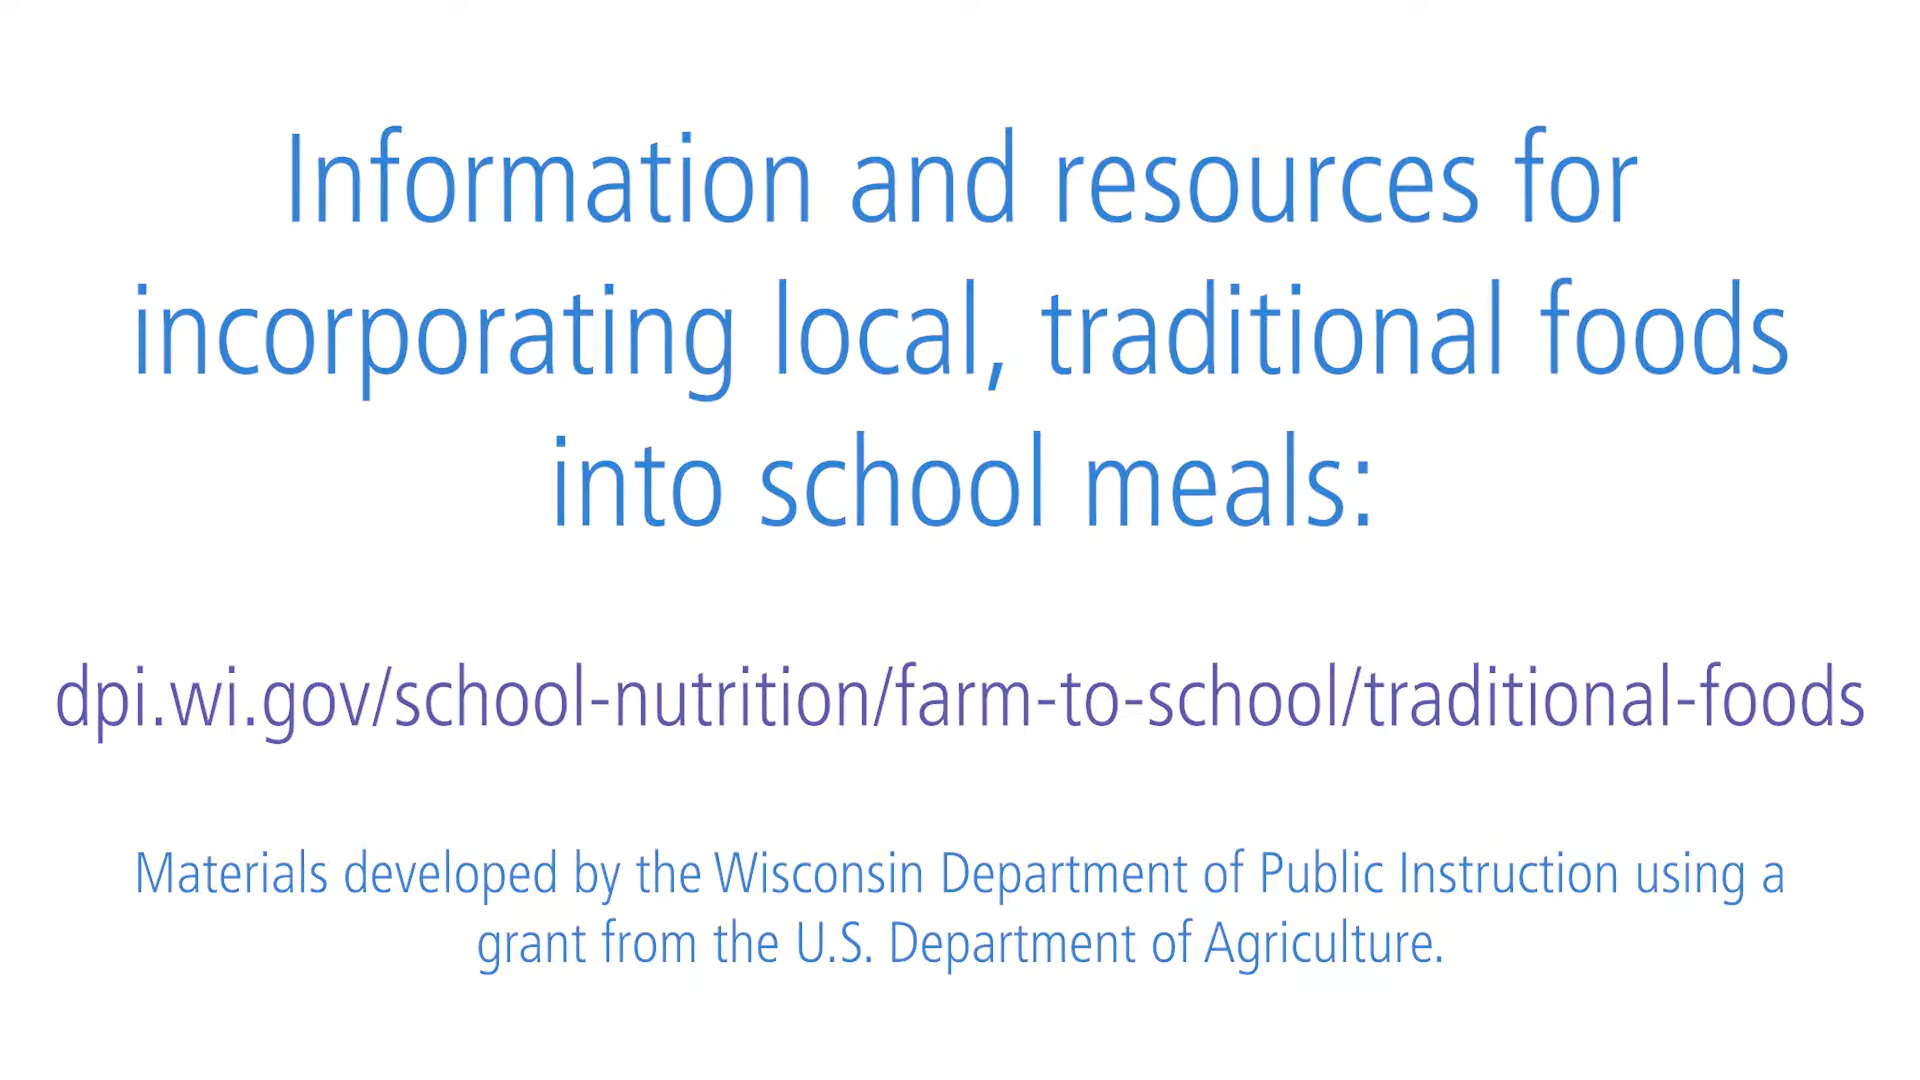 Information and resources for
incorporating local, traditional foods
into school meals:
dpi.wi.gov/school-nutrition/farm-to-school/traditional-foods
Materials developed by the Wisconsin Department of Public Instruction using a
grant from the U.S. Department of Agriculture.